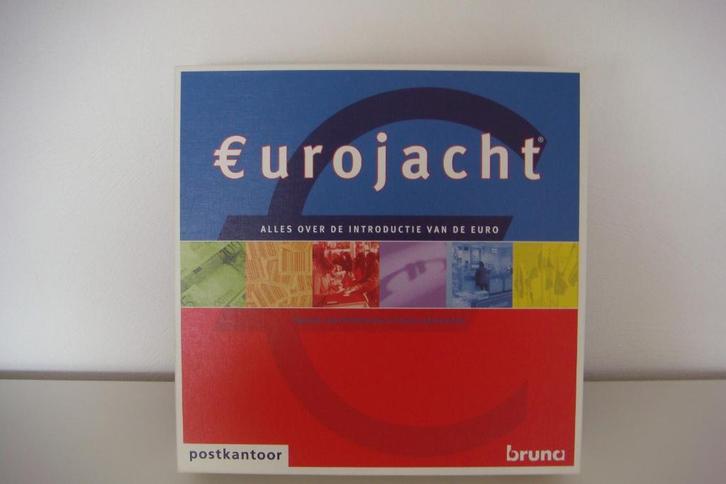 €urojacht®
ALLES OVER DE INTRODUCTIE VAN DE EURO
postkantoor
bruna